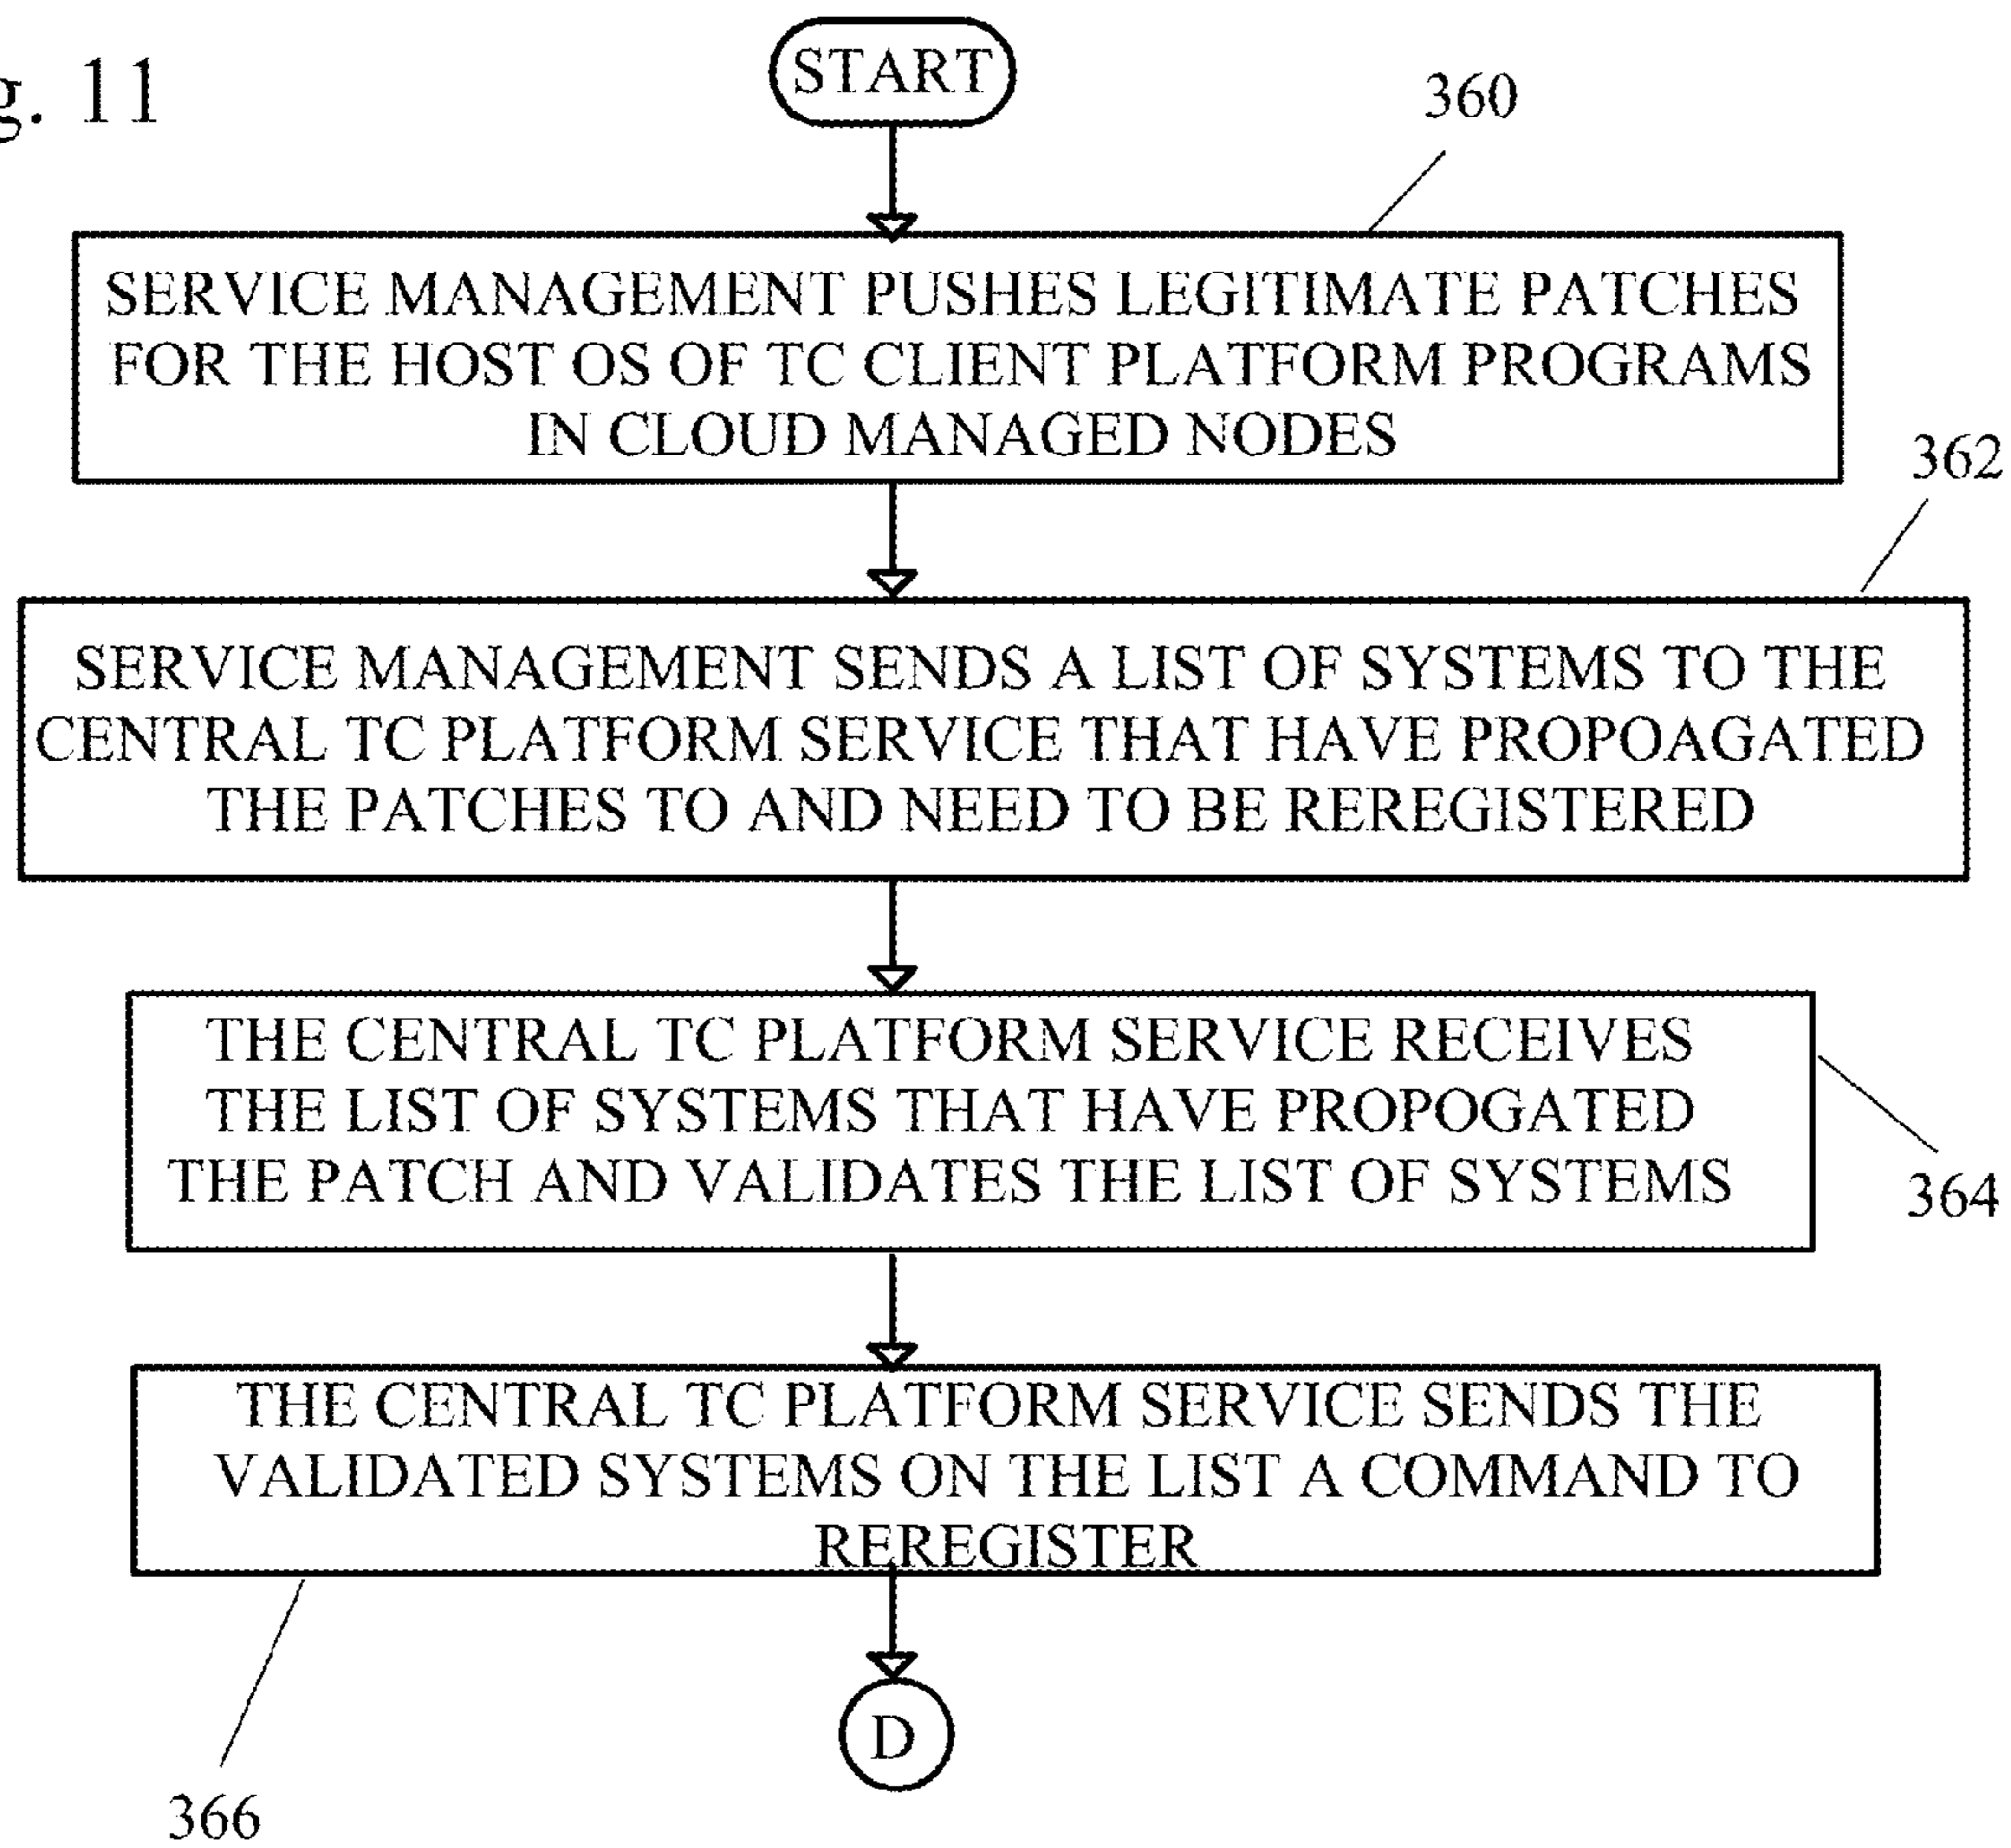 g. 11
START
360
SERVICE MANAGEMENT PUSHES LEGITIMATE PATCHES
FOR THE HOST OS OF TC CLIENT PLATFORM PROGRAMS
IN CLOUD MANAGED NODES
362
SERVICE MANAGEMENT SENDS A LIST OF SYSTEMS TO THE
CENTRAL TC PLATFORM SERVICE THAT HAVE PROPOAGATED
THE PATCHES TO AND NEED TO BE REREGISTERED
THE CENTRAL TC PLATFORM SERVICE RECEIVES
THE LIST OF SYSTEMS THAT HAVE PROPOGATED
THE PATCH AND VALIDATES THE LIST OF SYSTEMS
364
THE CENTRAL TC PLATFORM SERVICE SENDS THE
VALIDATED SYSTEMS ON THE LIST A COMMAND TO
REREGISTER
D
366